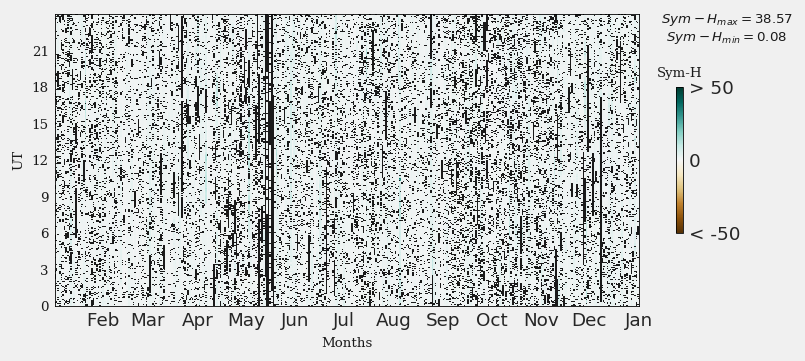 Sym − Hmax = 38.57
Sym − Hmin = 0.08
Sym-H
> 50
0
< -50
UT
21
18
15
12
9
6
3
0
Feb Mar Apr May Jun Jul Aug Sep Oct Nov Dec Jan
Months